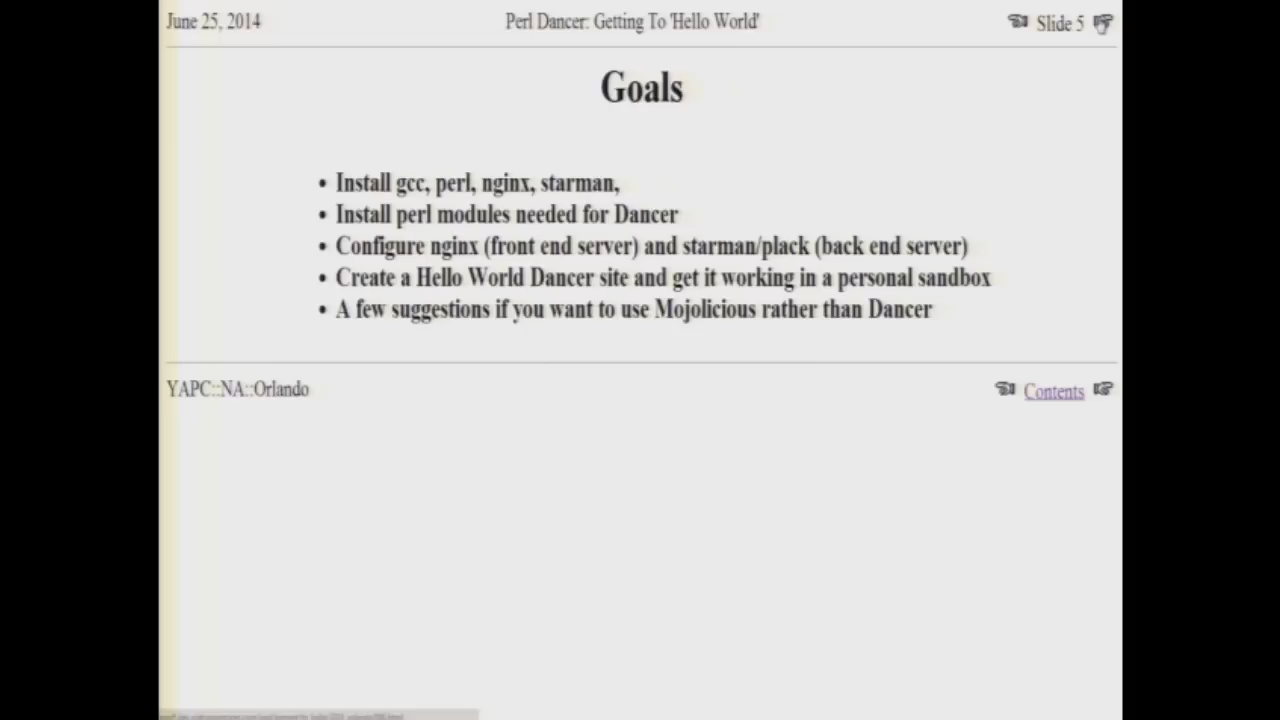 June 25, 2014 Perl Dancer: Getting To 'Hello World' Slide 5
Goals
• Install gcc, perl, nginx, starman,
• Install perl modules needed for Dancer
• Configure nginx (front end server) and starman/plack (back end server)
• Create a Hello World Dancer site and get it working in a personal sandbox
• A few suggestions if you want to use Mojolicious rather than Dancer
YAPC::NA::Orlando Contents